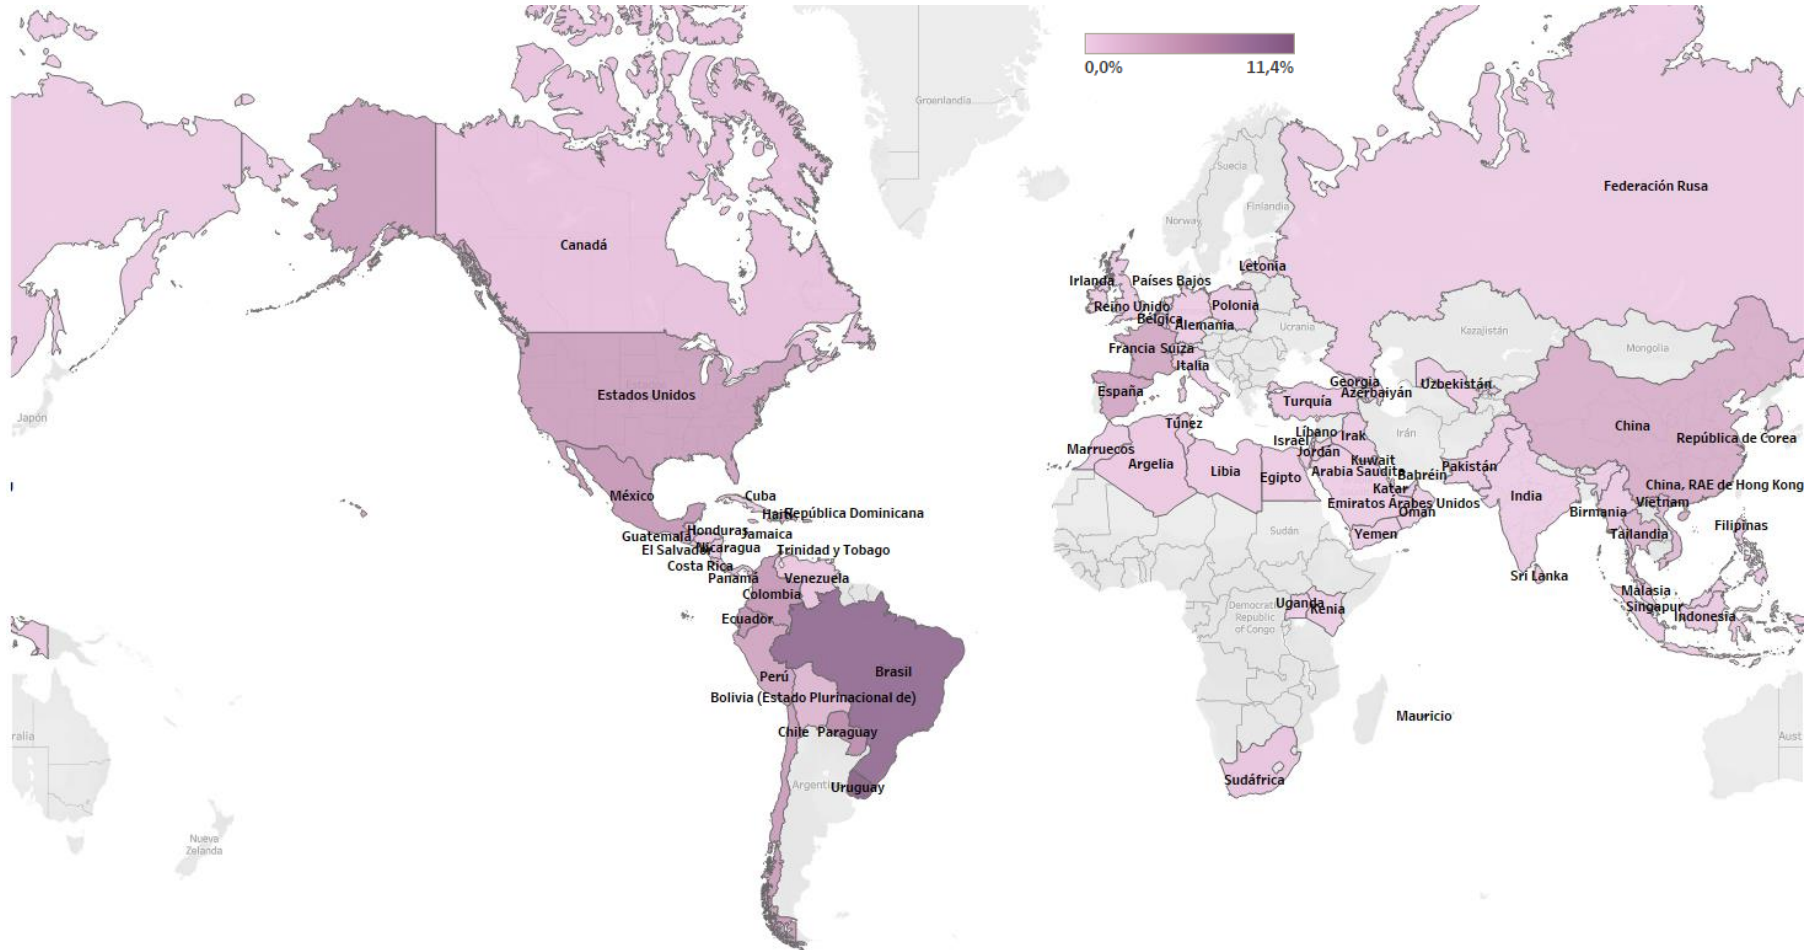 0,0%
11,4%
Groenlandia
Federación Rusa
Suecia
Finlandia
Norway
Canadá
Letonia
Irlanda
Países Bajos
Reino Unido
Polonia
Bélgica
Alemania
Ucrania
Kazajistán
Mongolia
Francia
Suiza
Italia
España
Georgia
Azerbaiyán
Uzbekistán
Turquía
Estados Unidos
Japón
Túnez
Líbano
Irak
Irán
China
República de Corea
Israel
Marruecos
Jordán
Kuwait
Argelia
Libia
Egipto
Arabia Saudita
Bahréin
Pakistán
Katar
Emiratos Árabes Unidos
Omán
India
China, RAE de Hong Kong
Vietnam
Birmania
México
Cuba
Haití
República Dominicana
Honduras
Jamaica
Guatemala
El Salvador
Nicaragua
Trinidad y Tobago
Costa Rica
Panamá
Venezuela
Sudán
Yemen
Tailandia
Filipinas
Sri Lanka
Colombia
Ecuador
Uganda
Kenia
Democratic
Republic
of Congo
Malasia
Singapur
Indonesia
Brasil
Perú
Bolivia (Estado Plurinacional de)
Chile
Paraguay
Mauricio
ralia
Aust
Uruguay
Sudáfrica
Nueva
Zelanda